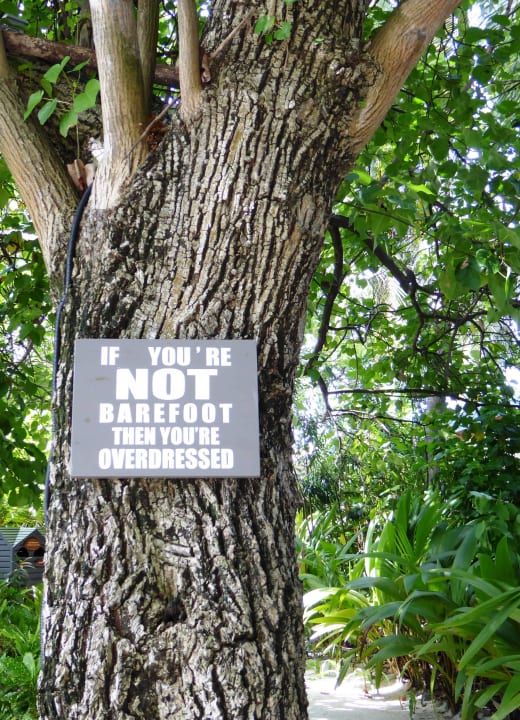 IF YOU'RE
NOT
BAREFOOT
THEN YOU'RE
OVERDRESSED